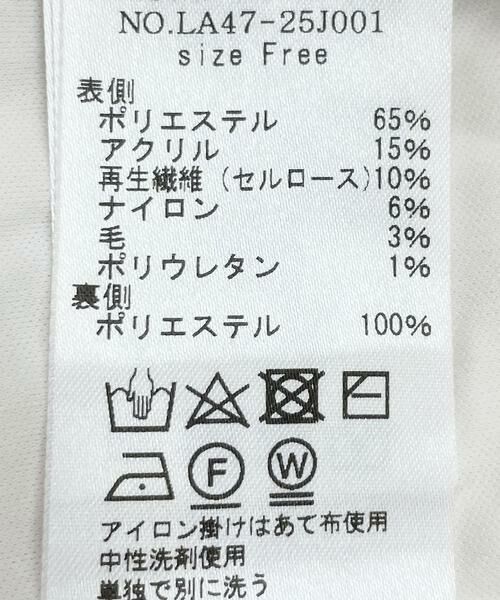 NO.LA47-25J001
size Free
表側
ポリエステル 65%
アクリル 15%
再生繊維（セルロース）10%
ナイロン 6%
毛 3%
ポリウレタン 1%
裏側
ポリエステル 100%
F W
アイロン掛けはあて布使用
中性洗剤使用
単独で別に洗う